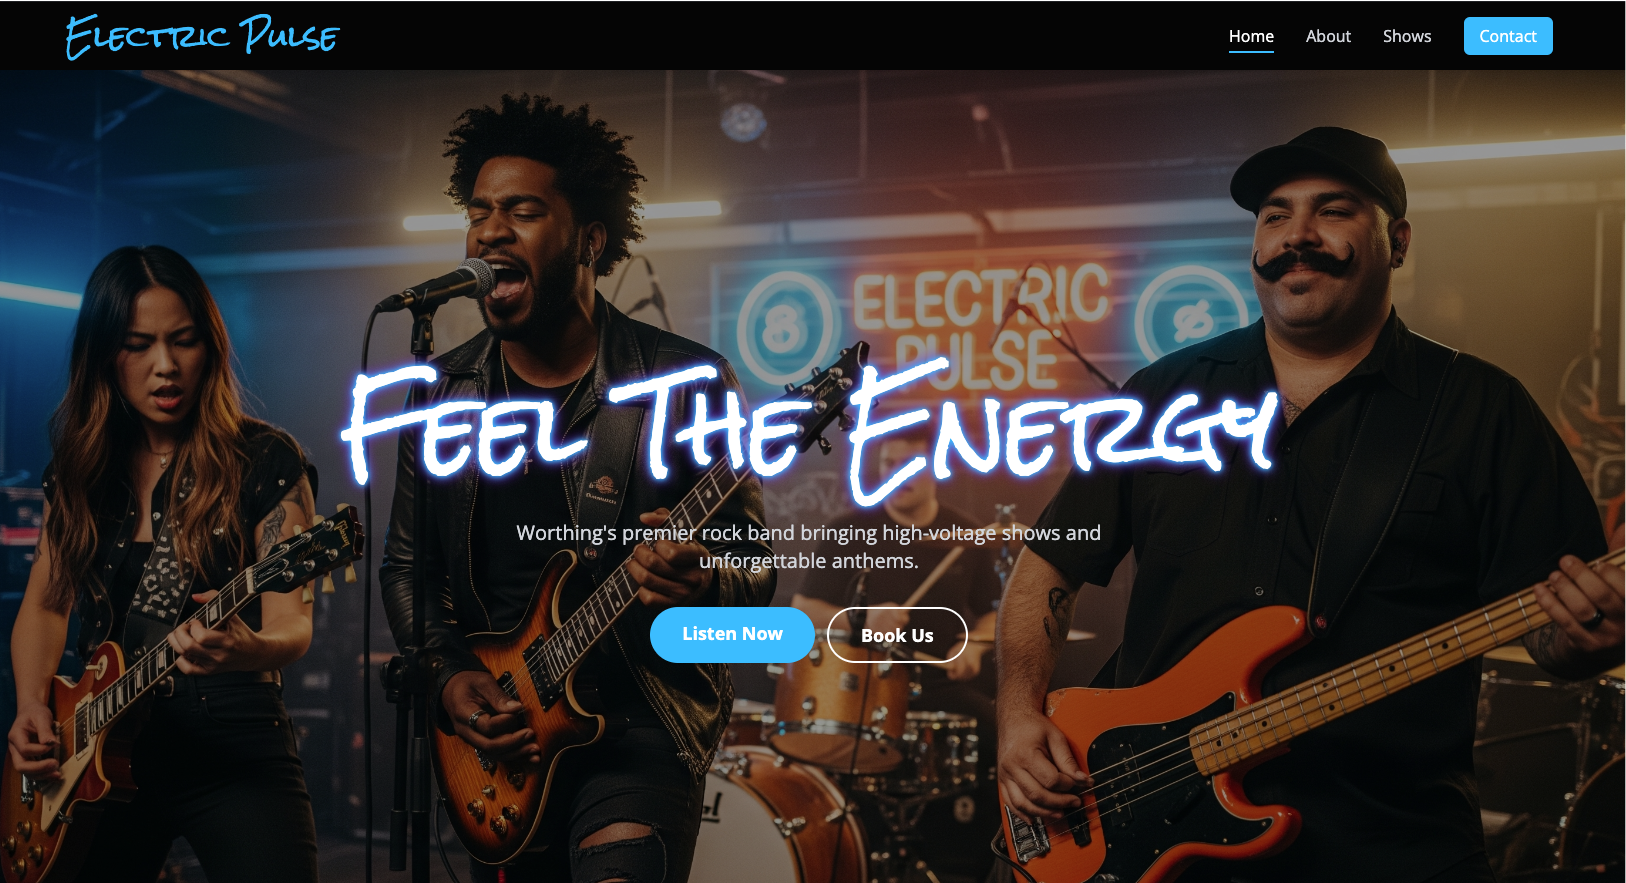 Electric Pulse
Home About Shows Contact
ELECTRIC
PULSE
Feel The Energy
Worthing's premier rock band bringing high-voltage shows and
unforgettable anthems.
Listen Now Book Us